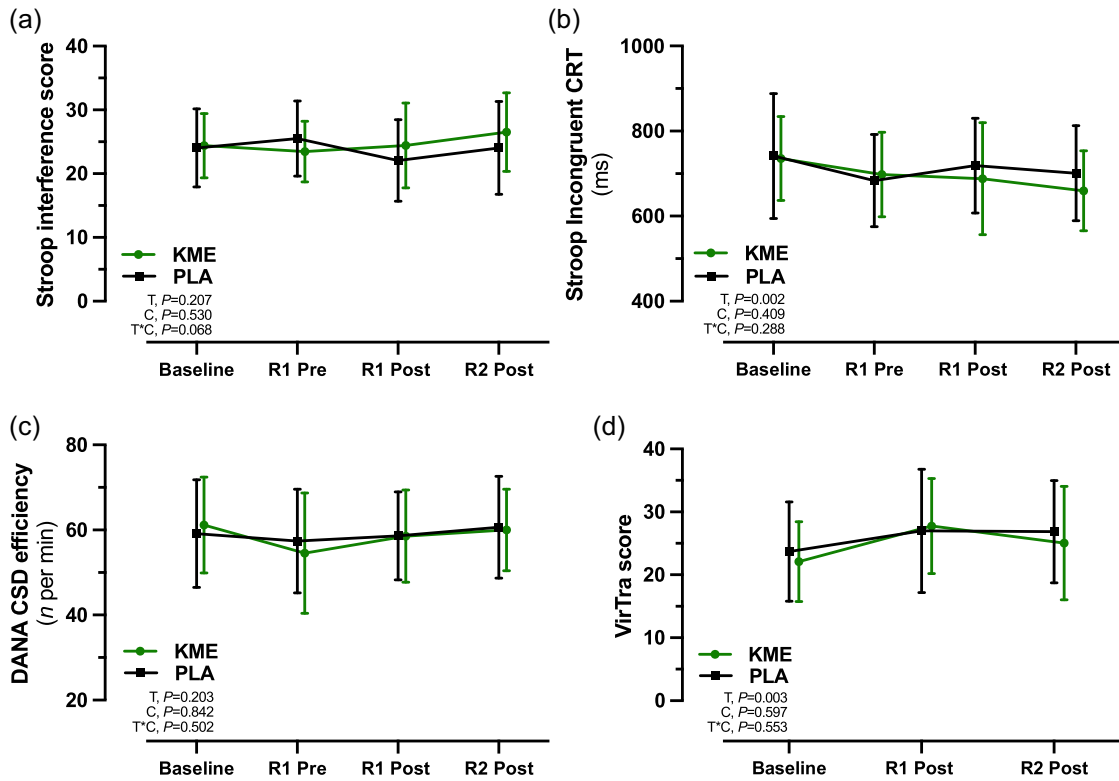 (a)
Stroop interference score
40
30
20
10
0
KME
PLA
T, P=0.207
C, P=0.530
T*C, P=0.068
Baseline R1 Pre R1 Post R2 Post
(b)
Stroop Incongruent CRT
(ms)
1000
800
600
400
KME
PLA
T, P=0.002
C, P=0.409
T*C, P=0.288
Baseline R1 Pre R1 Post R2 Post
(c)
DANA CSD efficiency
(n per min)
80
60
40
20
KME
PLA
T, P=0.203
C, P=0.842
T*C, P=0.502
Baseline R1 Pre R1 Post R2 Post
(d)
VirTra score
40
30
20
10
0
KME
PLA
T, P=0.003
C, P=0.597
T*C, P=0.553
Baseline R1 Post R2 Post